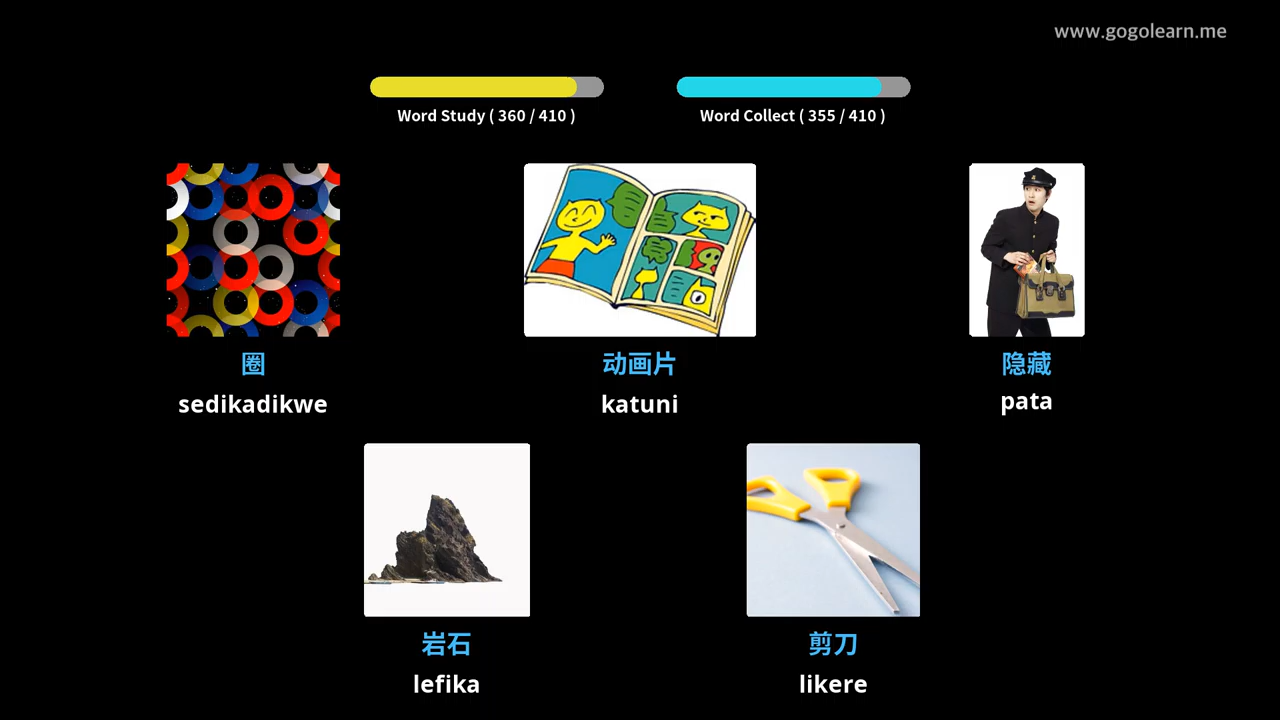 www.gogolearn.me
Word Study ( 360 / 410 )
Word Collect ( 355 / 410 )
圈
动画片
隐藏
sedikadikwe
katuni
pata
岩石
剪刀
lefika
likere